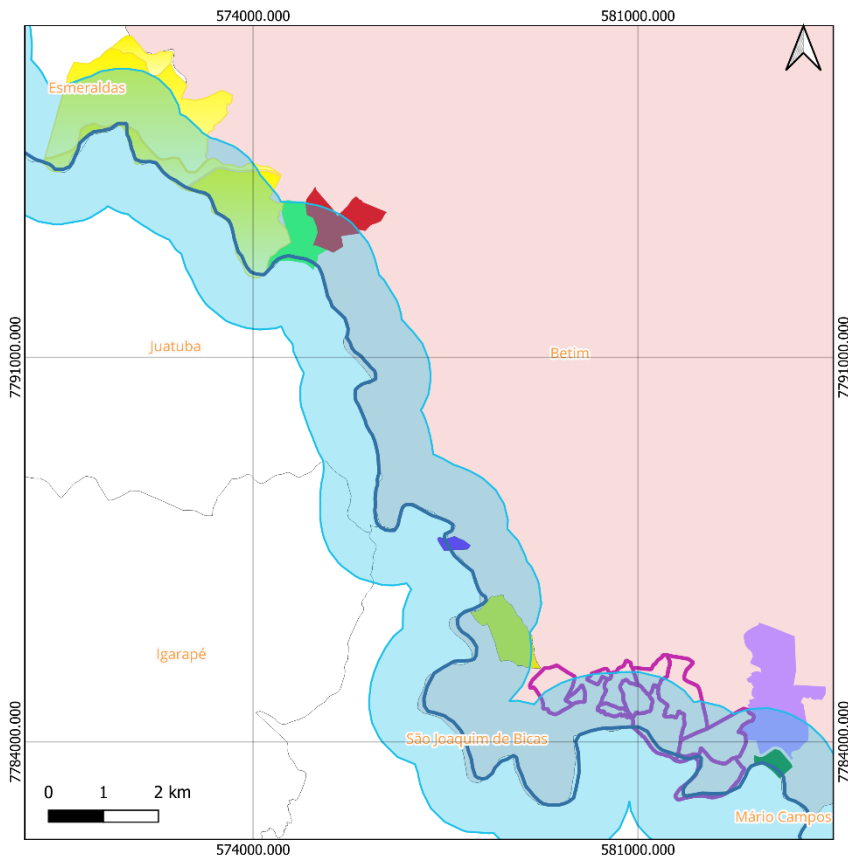 574000.000 581000.000
Esmeraldas
7791000.000 Juatuba Betim 7791000.000
Igarapé
7784000.000 São Joaquim de Bicas 7784000.000
0 1 2 km
Mário Campos
574000.000 581000.000